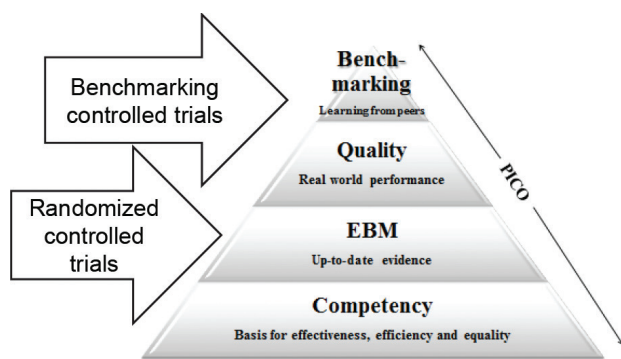 Benchmarking
controlled trials
Randomized
controlled
trials
Bench-
marking
Learning from peers
Quality
Real world performance
EBM
Up-to-date evidence
Competency
Basis for effectiveness, efficiency and equality
PICO